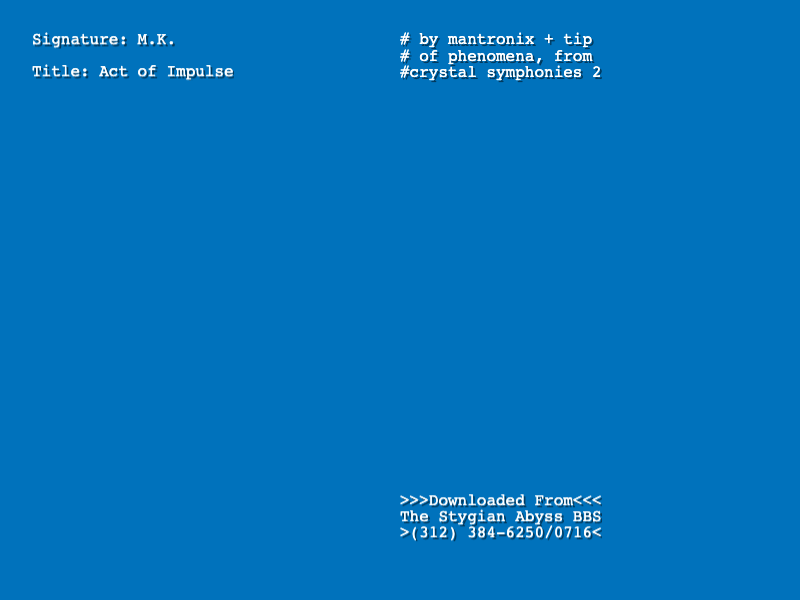 Signature: M.K.
Title: Act of Impulse
# by mantronix + tip
# of phenomena, from
#crystal symphonies 2
>>>Downloaded From<<<
The Stygian Abyss BBS
>(312) 384-6250/0716<